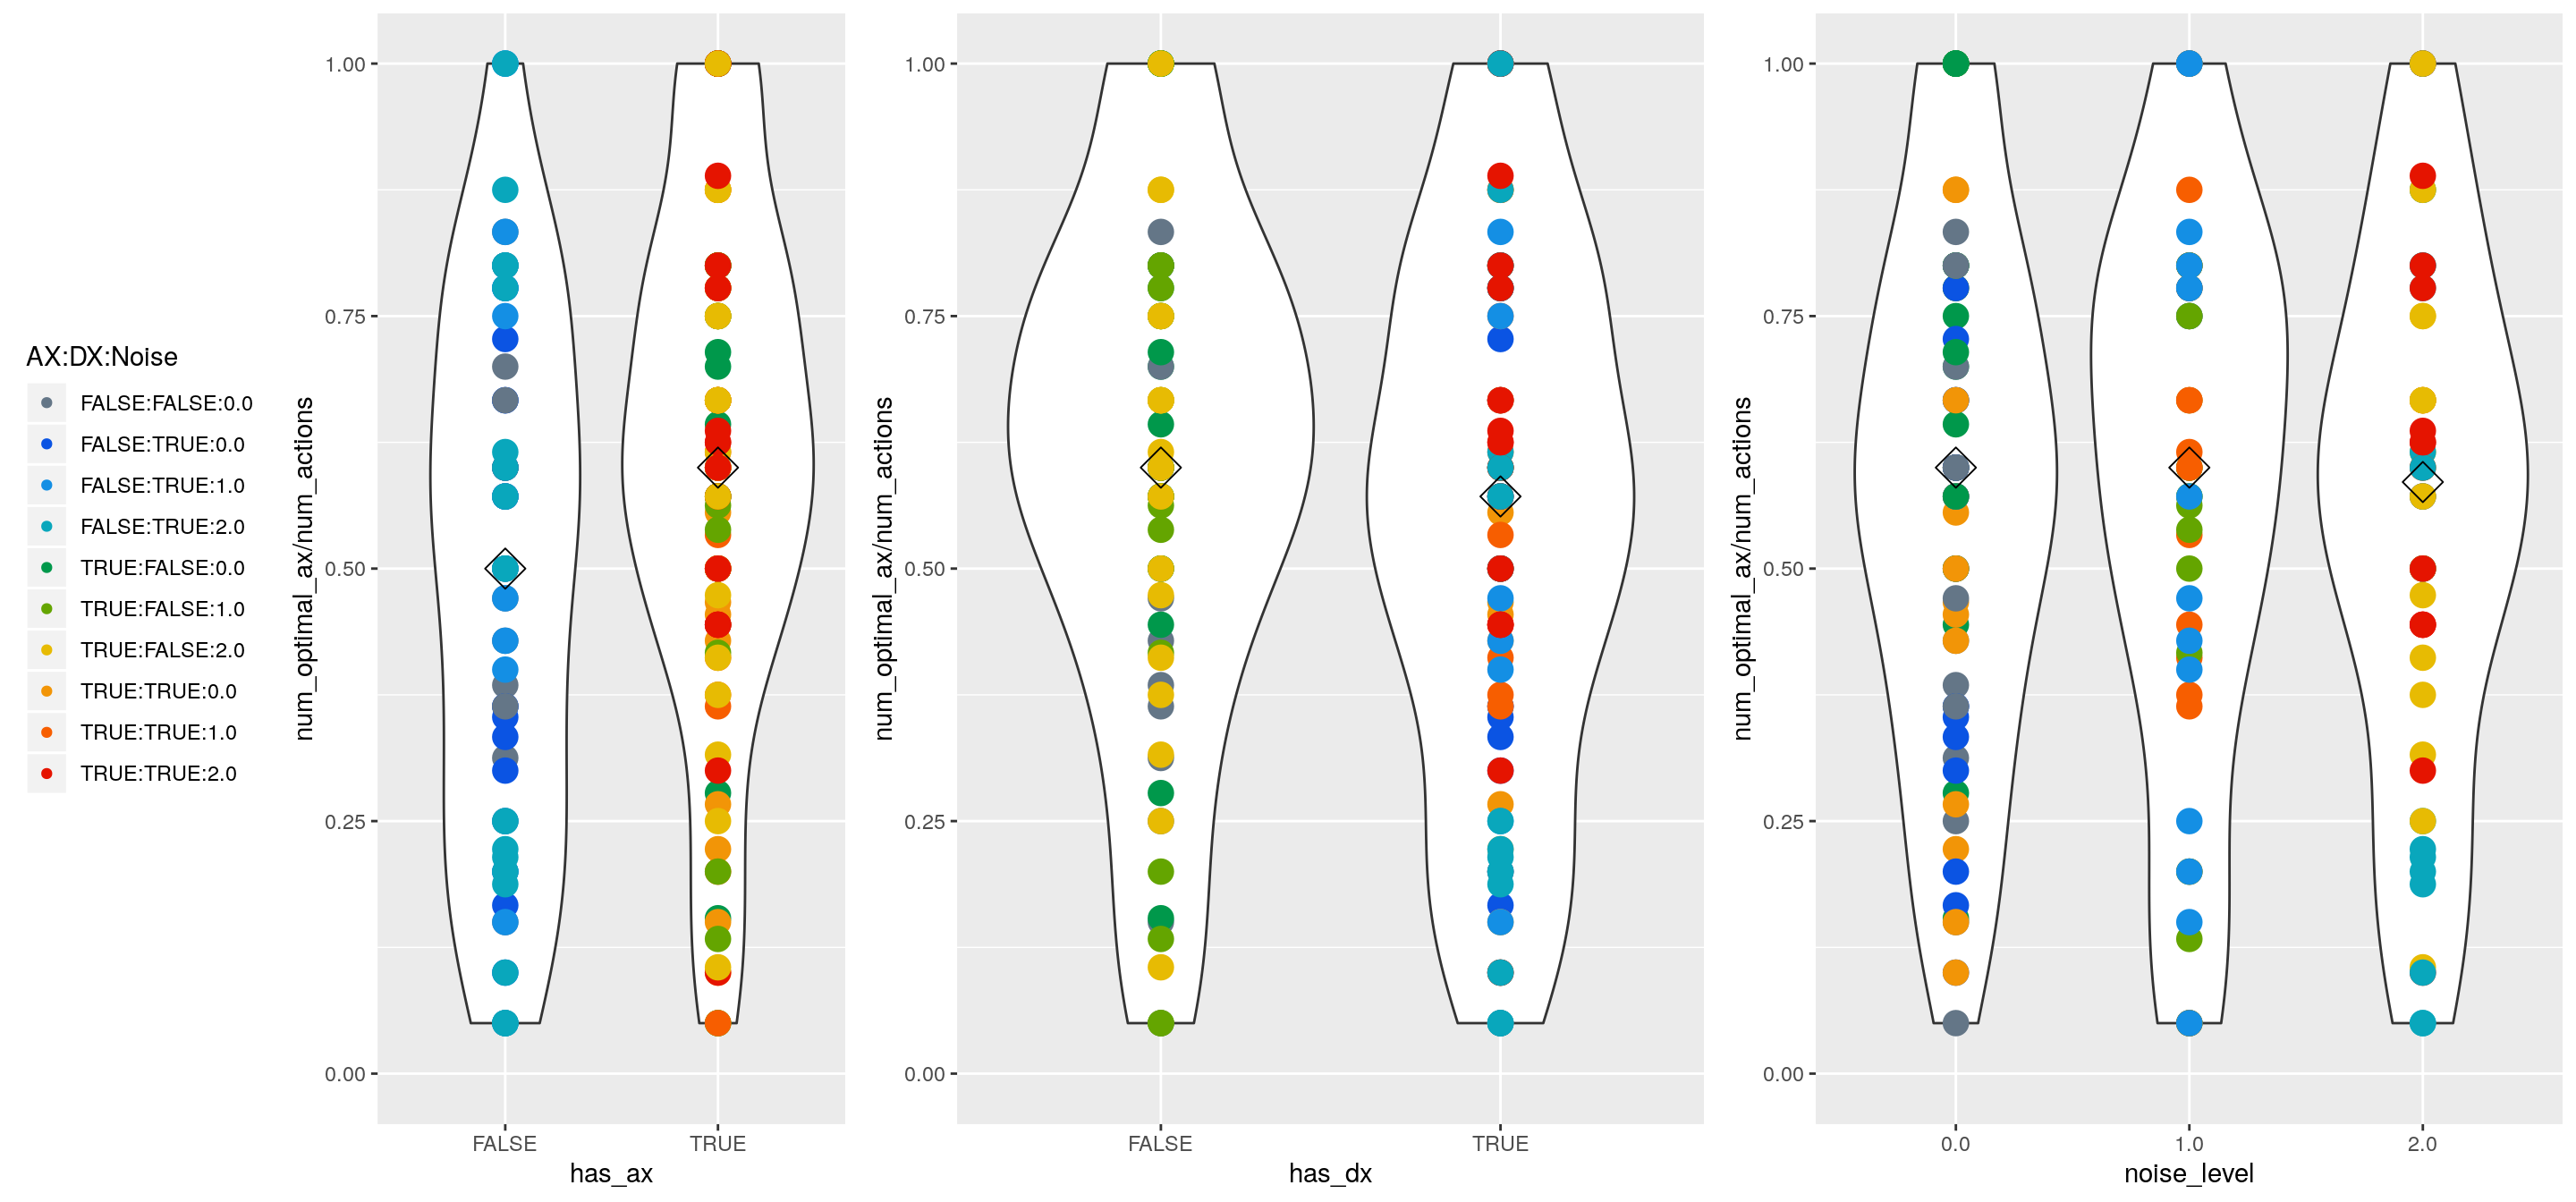 AX:DX:Noise
FALSE:FALSE:0.0
FALSE:TRUE:0.0
FALSE:TRUE:1.0
FALSE:TRUE:2.0
TRUE:FALSE:0.0
TRUE:FALSE:1.0
TRUE:FALSE:2.0
TRUE:TRUE:0.0
TRUE:TRUE:1.0
TRUE:TRUE:2.0
num_optimal_ax/num_actions
1.00
0.75
0.50
0.25
0.00
FALSE TRUE
has_ax
num_optimal_ax/num_actions
1.00
0.75
0.50
0.25
0.00
FALSE TRUE
has_dx
num_optimal_ax/num_actions
1.00
0.75
0.50
0.25
0.00
0.0 1.0 2.0
noise_level